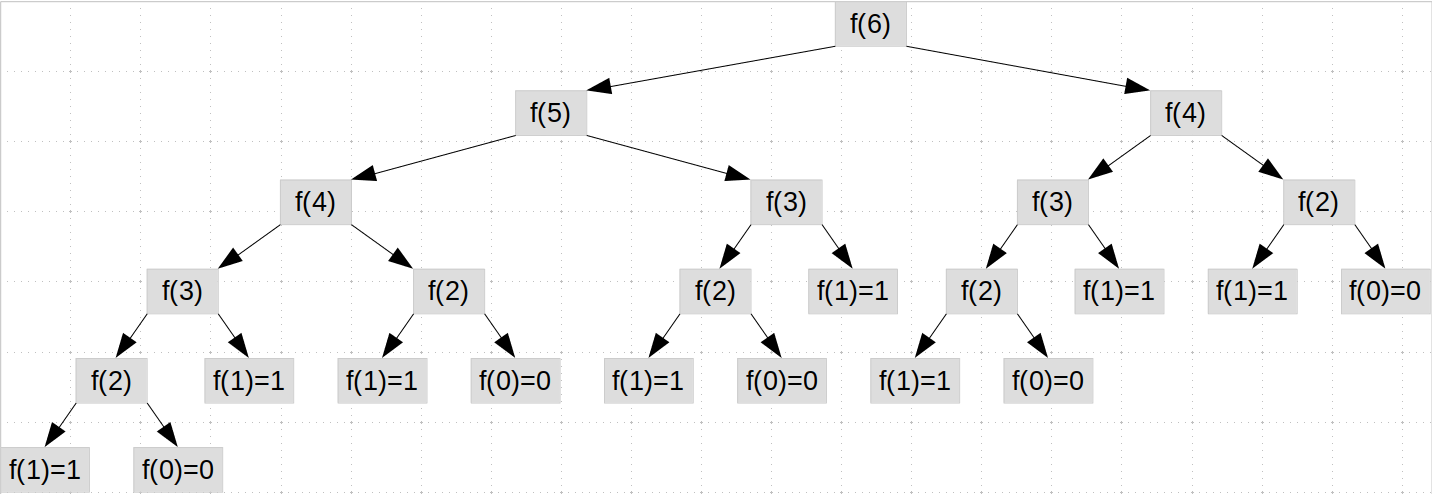 f(6)
f(5) f(4)
f(4) f(3) f(3) f(2)
f(3) f(2) f(2) f(1)=1 f(2) f(1)=1 f(1)=1 f(0)=0
f(2) f(1)=1 f(1)=1 f(0)=0 f(1)=1 f(0)=0 f(1)=1 f(0)=0
f(1)=1 f(0)=0